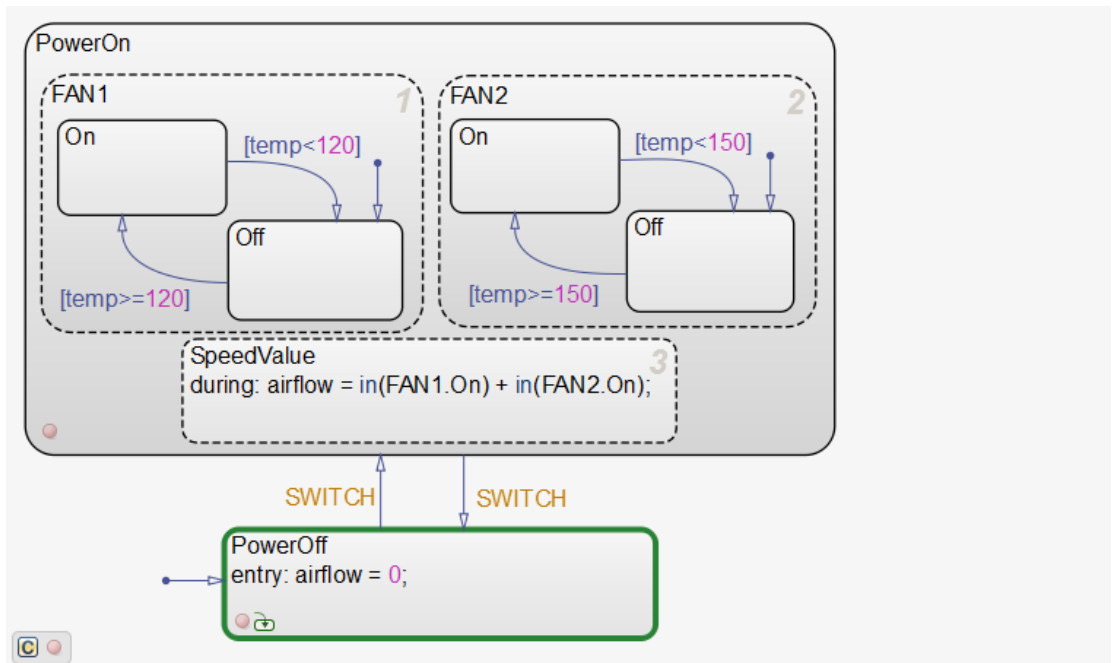 PowerOn
FAN1
1
On
[temp<120]
Off
[temp>=120]
FAN2
2
On
[temp<150]
Off
[temp>=150]
SpeedValue
3
during: airflow = in(FAN1.On) + in(FAN2.On);
SWITCH
SWITCH
PowerOff
entry: airflow = 0;
C